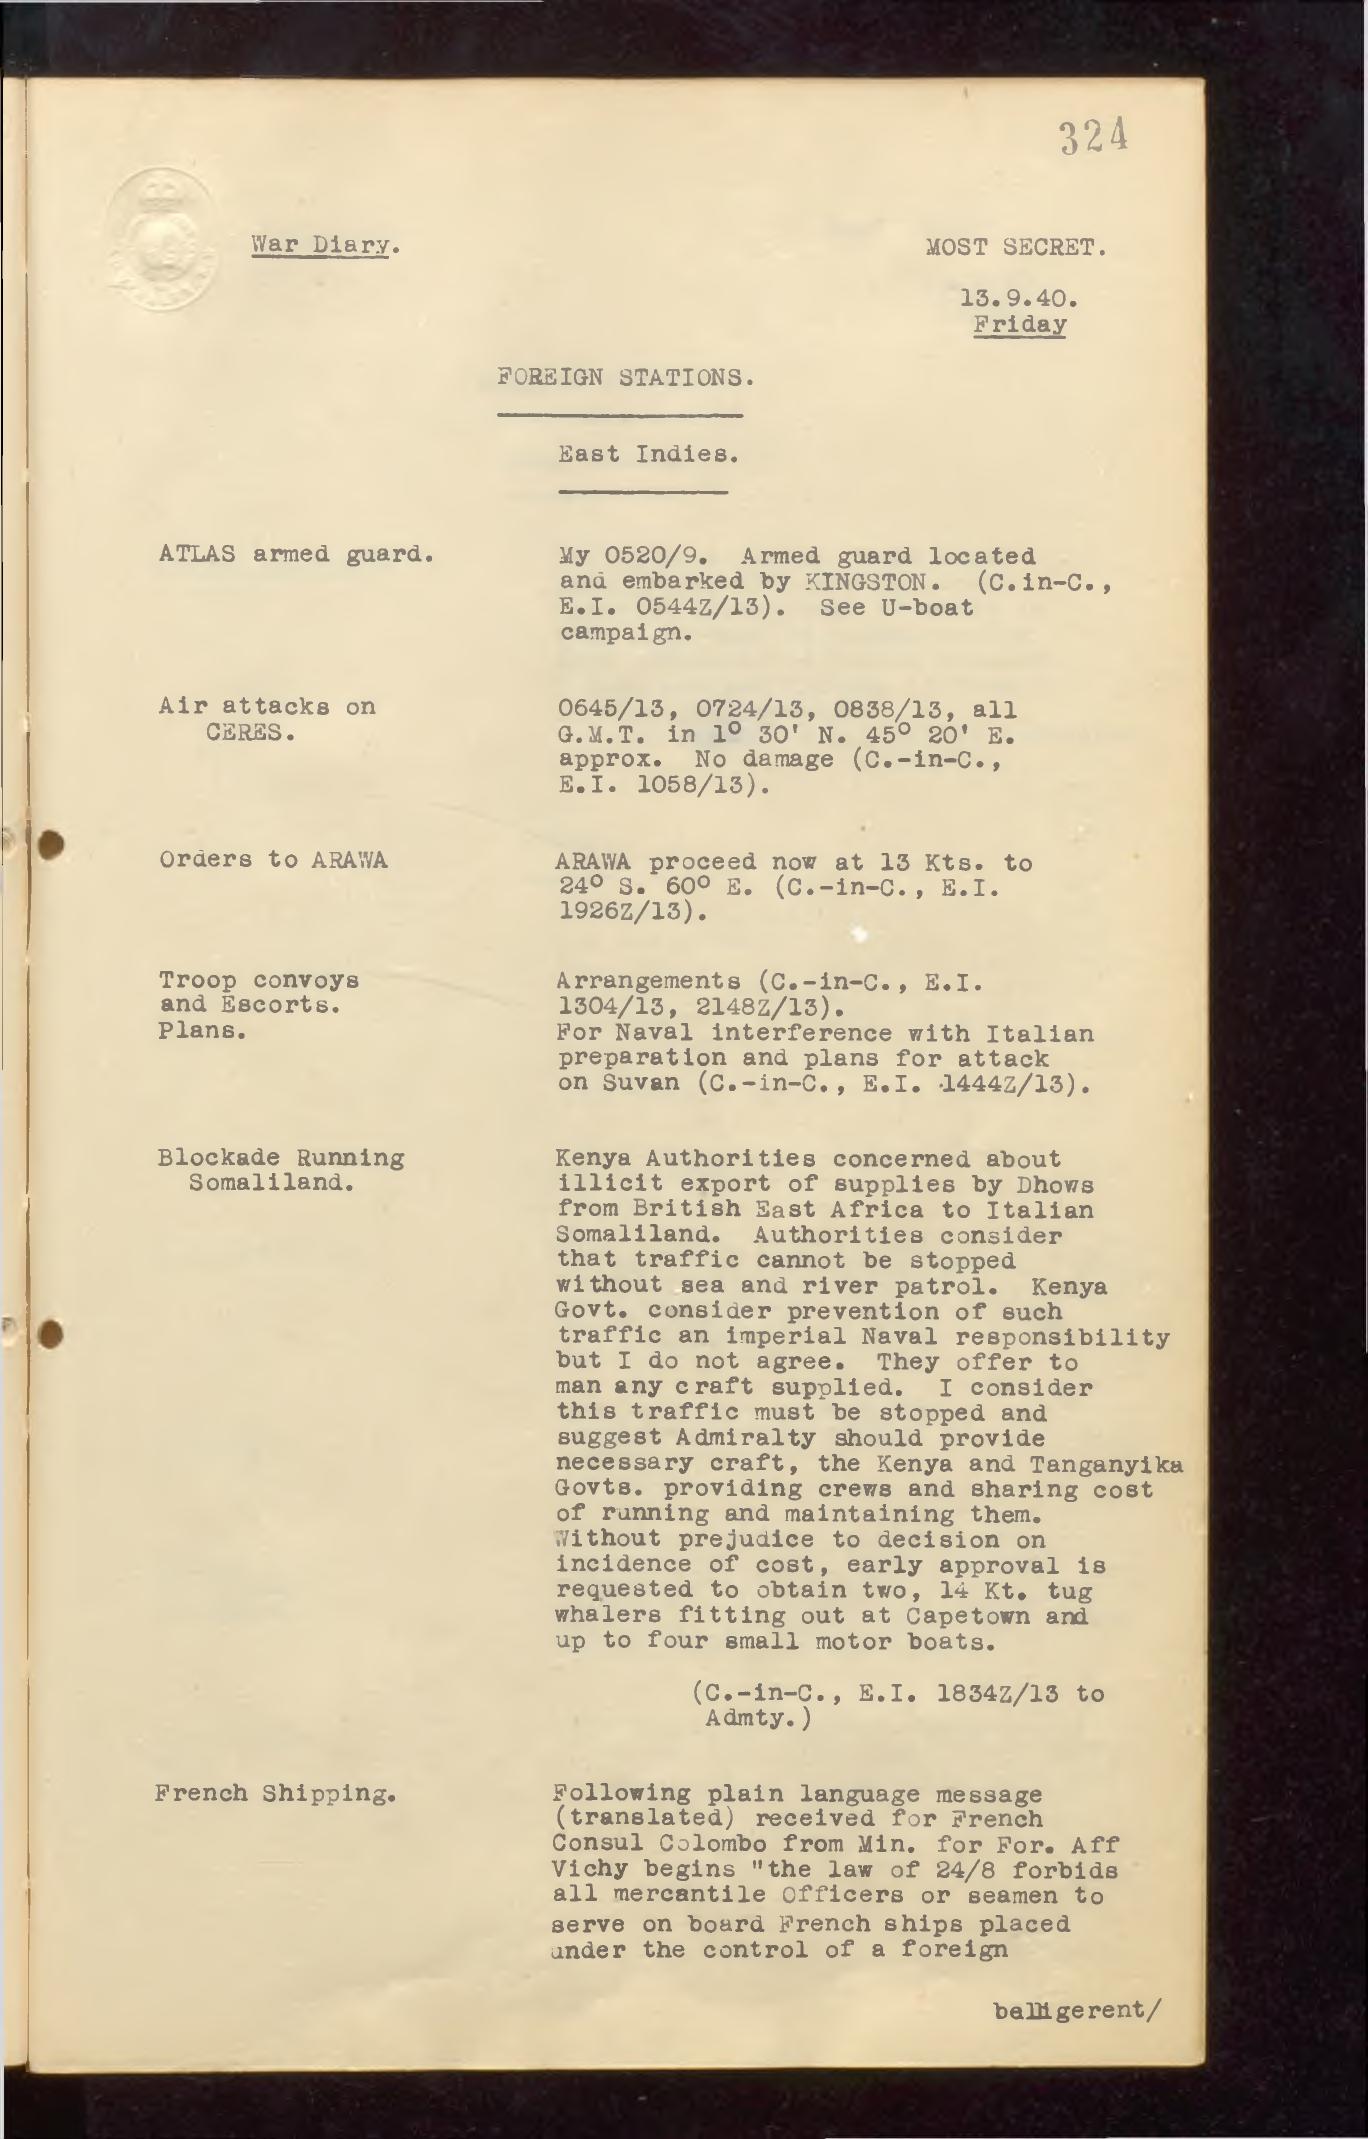 324
War Diary.
MOST SECRET.
13.9.40.
Friday
FOREIGN STATIONS.
East Indies.
ATLAS armed guard.
My 0520/9. Armed guard located
and embarked by KINGSTON. (C.in-C.,
E.I. 0544Z/13). See U-boat
campaign.
Air attacks on
CERES.
0645/13, 0724/13, 0838/13, all
G.M.T. in 1° 30' N. 45° 20' E.
approx. No damage (C.-in-C.,
E.I. 1058/13).
Orders to ARAWA
ARAWA proceed now at 13 Kts. to
24° S. 60° E. (C.-in-C., E.I.
1926Z/13).
Troop convoys
and Escorts.
Plans.
Arrangements (C.-in-C., E.I.
1304/13, 2148Z/13).
For Naval interference with Italian
preparation and plans for attack
on Suvan (C.-in-C., E.I. 1444Z/13).
Blockade Running
Somaliland.
Kenya Authorities concerned about
illicit export of supplies by Dhows
from British East Africa to Italian
Somaliland. Authorities consider
that traffic cannot be stopped
without sea and river patrol. Kenya
Govt. consider prevention of such
traffic an imperial Naval responsibility
but I do not agree. They offer to
man any craft supplied. I consider
this traffic must be stopped and
suggest Admiralty should provide
necessary craft, the Kenya and Tanganyika
Govts. providing crews and sharing cost
of running and maintaining them.
Without prejudice to decision on
incidence of cost, early approval is
requested to obtain two, 14 Kt. tug
whalers fitting out at Capetown and
up to four small motor boats.
(C.-in-C., E.I. 1834Z/13 to
Admty.)
French Shipping.
Following plain language message
(translated) received for French
Consul Colombo from Min. for For. Aff
Vichy begins "the law of 24/8 forbids
all mercantile Officers or seamen to
serve on board French ships placed
under the control of a foreign
balligerent/